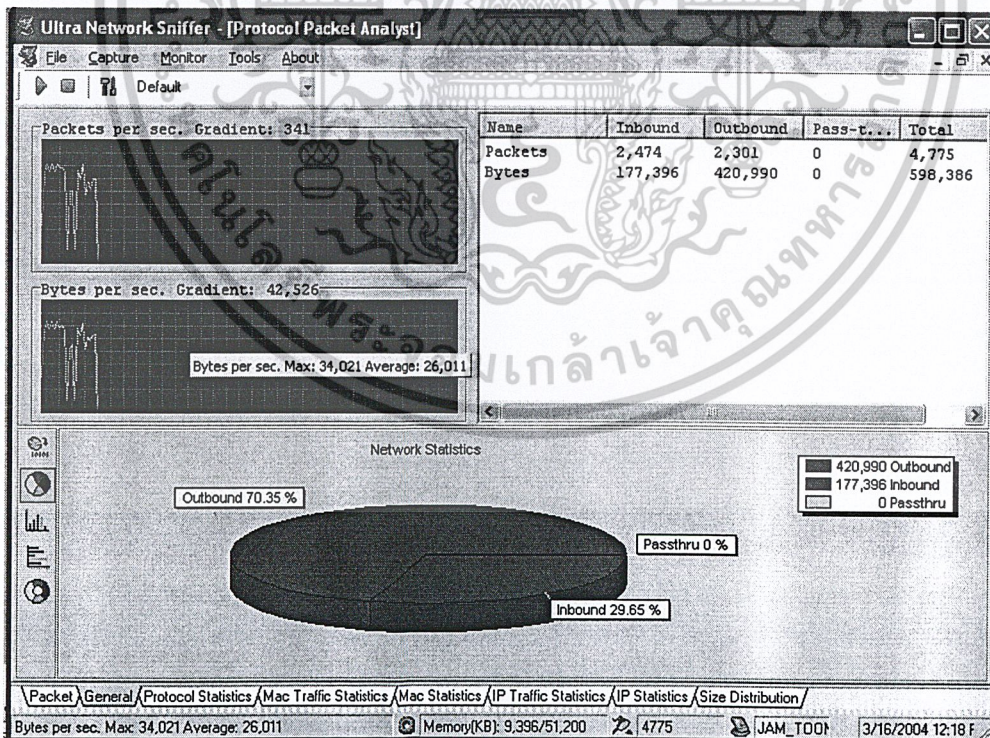 Ultra Network Sniffer - [Protocol Packet Analyst]
File Capture Monitor Tools About
Default
Packets per sec. Gradient: 341
Name Inbound Outbound Pass-t... Total
Packets 2,474 2,301 0 4,775
Bytes 177,396 420,990 0 598,386
Bytes per sec. Gradient: 42,526
Bytes per sec. Max: 34,021 Average: 26,011
Network Statistics
420,990 Outbound
177,396 Inbound
0 Passthru
Outbound 70.35 %
Passthru 0 %
Inbound 29.65 %
Packet General Protocol Statistics Mac Traffic Statistics Mac Statistics IP Traffic Statistics IP Statistics Size Distribution
Bytes per sec. Max: 34,021 Average: 26,011 Memory(KB): 9,396/51,200 4775 3/16/2004 12:18